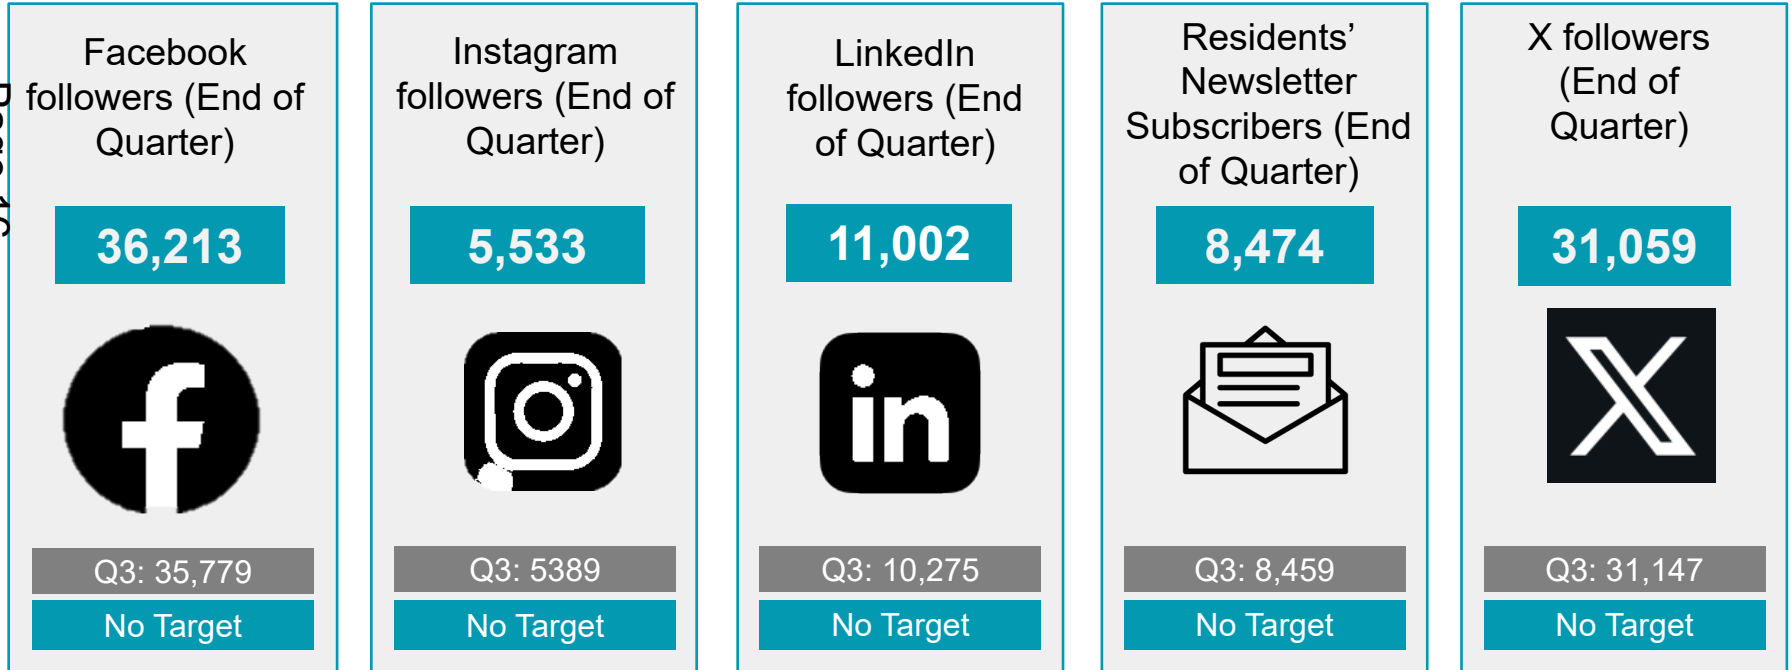 Facebook
followers (End of
Quarter)
36,213
Q3: 35,779
No Target
Instagram
followers (End of
Quarter)
5,533
Q3: 5389
No Target
LinkedIn
followers (End
of Quarter)
11,002
in
Q3: 10,275
No Target
Residents’
Newsletter
Subscribers (End
of Quarter)
8,474
Q3: 8,459
No Target
X followers
(End of
Quarter)
31,059
Q3: 31,147
No Target